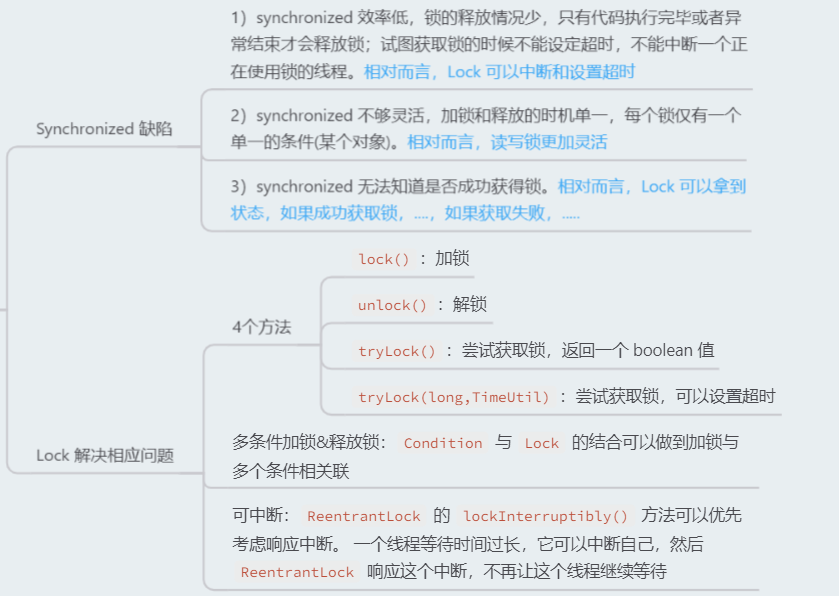 1）synchronized 效率低，锁的释放情况少，只有代码执行完毕或者异
常结束才会释放锁；试图获取锁的时候不能设定超时，不能中断一个正
在使用锁的线程。相对而言，Lock 可以中断和设置超时
Synchronized 缺陷
2）synchronized 不够灵活，加锁和释放的时机单一，每个锁仅有一个
单一的条件(某个对象)。相对而言，读写锁更加灵活
3）synchronized 无法知道是否成功获得锁。相对而言，Lock 可以拿到
状态，如果成功获取锁，....，如果获取失败，.....
lock() ：加锁
unlock() ：解锁
4个方法
tryLock() ：尝试获取锁，返回一个 boolean 值
tryLock(long,TimeUtil) ：尝试获取锁，可以设置超时
Lock 解决相应问题
多条件加锁&释放锁： Condition 与 Lock 的结合可以做到加锁与
多个条件相关联
可中断： ReentrantLock 的 lockInterruptibly() 方法可以优先
考虑响应中断。 一个线程等待时间过长，它可以中断自己，然后
ReentrantLock 响应这个中断，不再让这个线程继续等待